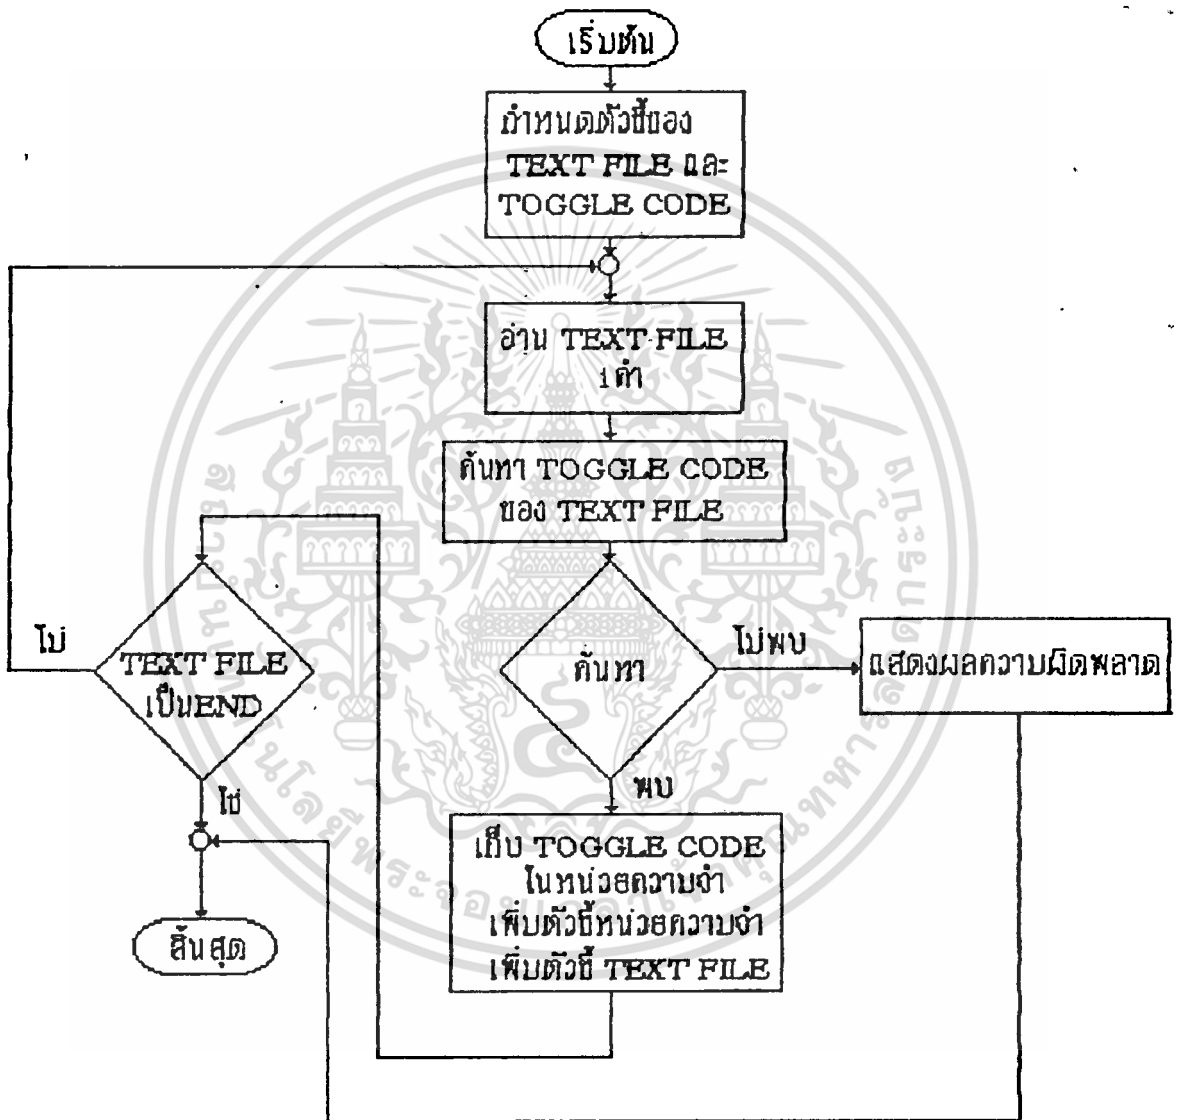 เริ่มต้น
กำหนดตัวชี้ของ
TEXT FILE และ
TOGGLE CODE
อ่าน TEXT FILE
1 คำ
ค้นหา TOGGLE CODE
ของ TEXT FILE
ค้นหา
ไม่พบ
แสดงผลความผิดพลาด
พบ
เก็บ TOGGLE CODE
ในหน่วยความจำ
เพิ่มตัวชี้หน่วยความจำ
เพิ่มตัวชี้ TEXT FILE
TEXT FILE
เป็นEND
ไม่
ใช่
สิ้นสุด